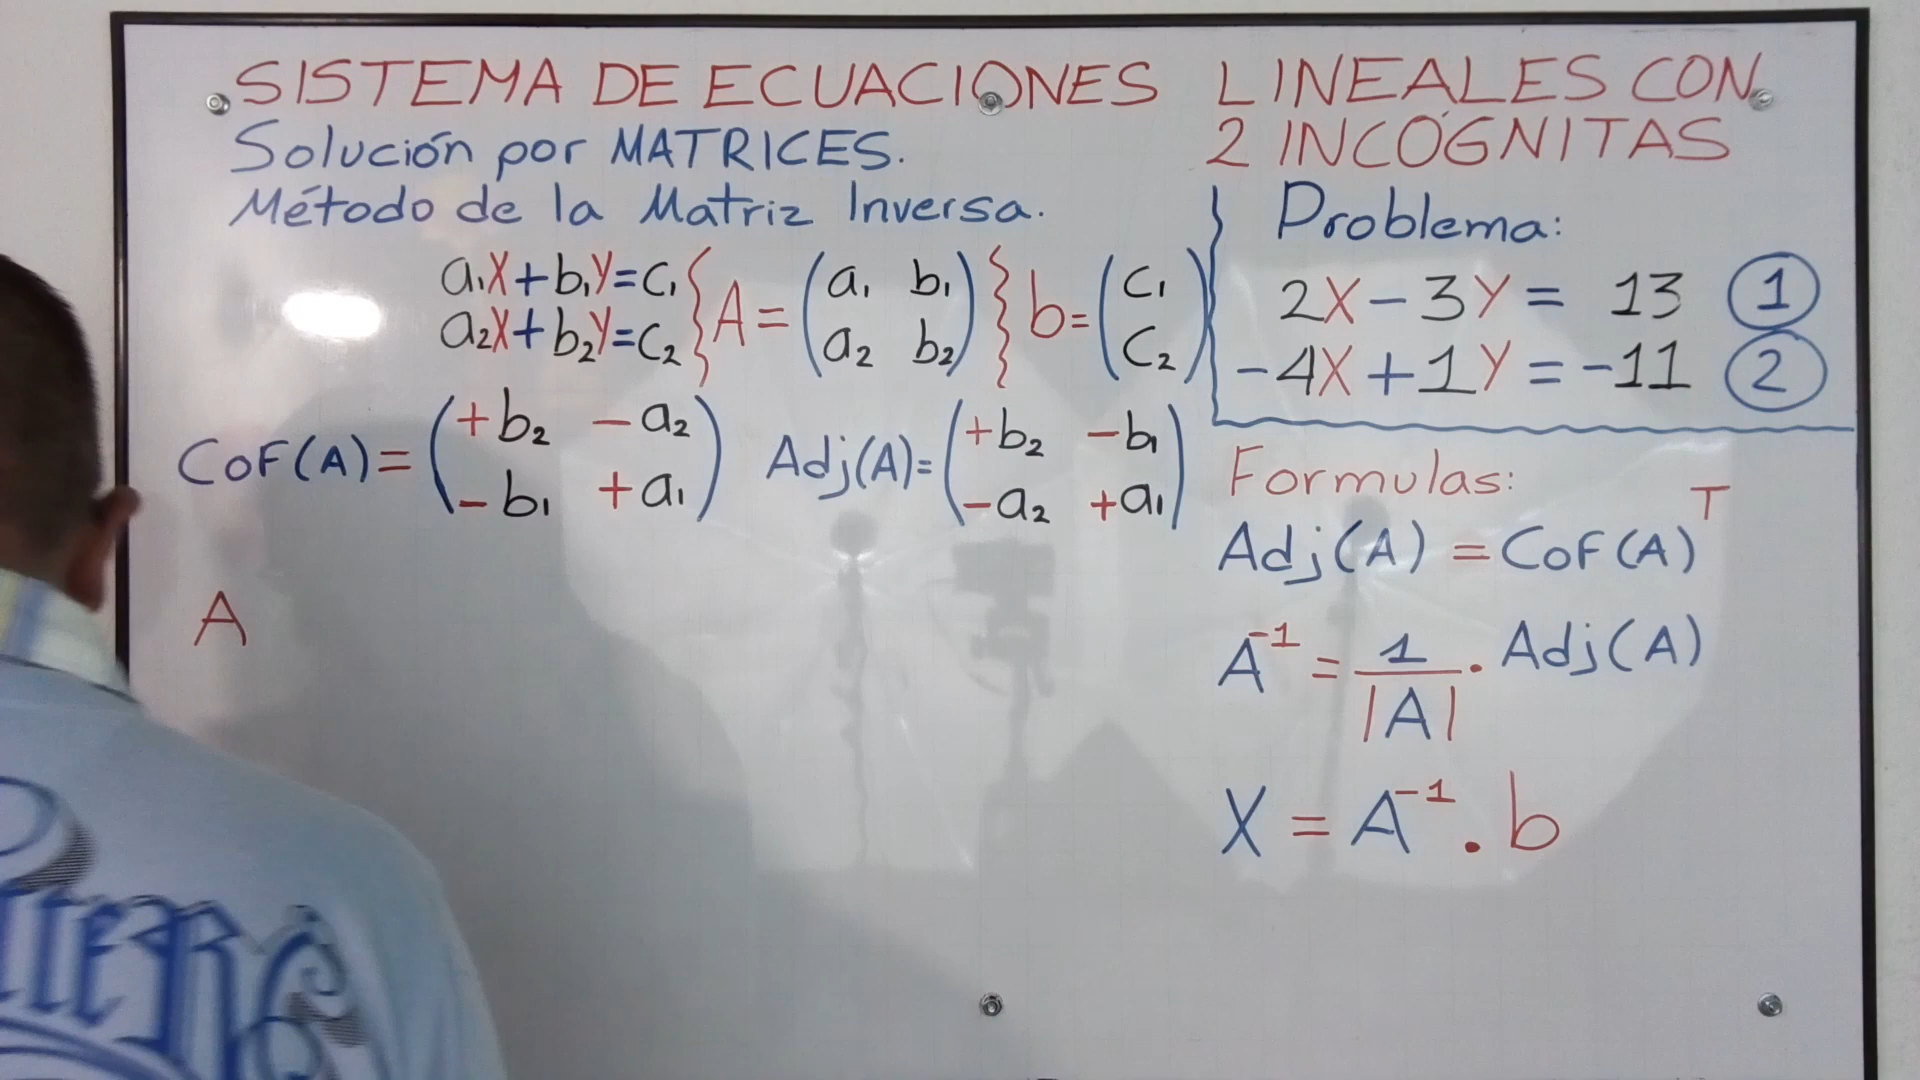 SISTEMA DE ECUACIONES LINEALES CON
2 INCÓGNITAS
Solución por MATRICES.
Método de la Matriz Inversa.
a₁X+b₁Y=C₁
a₂X+b₂Y=C₂
A=(a₁ b₁
a₂ b₂)
b=(C₁
C₂)
COF(A)=(+b₂ -a₂
-b₁ +a₁)
Adj(A)=(+b₂ -b₁
-a₂ +a₁)
A
Problema:
2X-3Y= 13 1
-4X+1Y=-11 2
Formulas:
Adj(A) =COF(A)ᵀ
A⁻¹=1/|A|.Adj(A)
X=A⁻¹.b